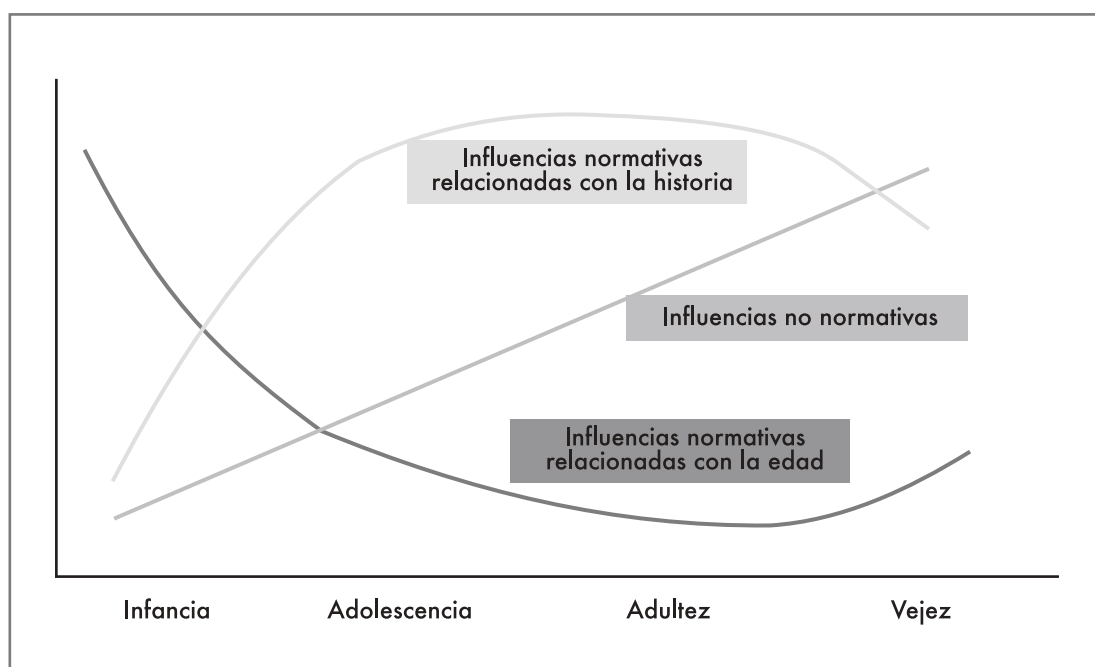 Influencias normativas
relacionadas con la historia
Influencias no normativas
Influencias normativas
relacionadas con la edad
Infancia
Adolescencia
Adultez
Vejez